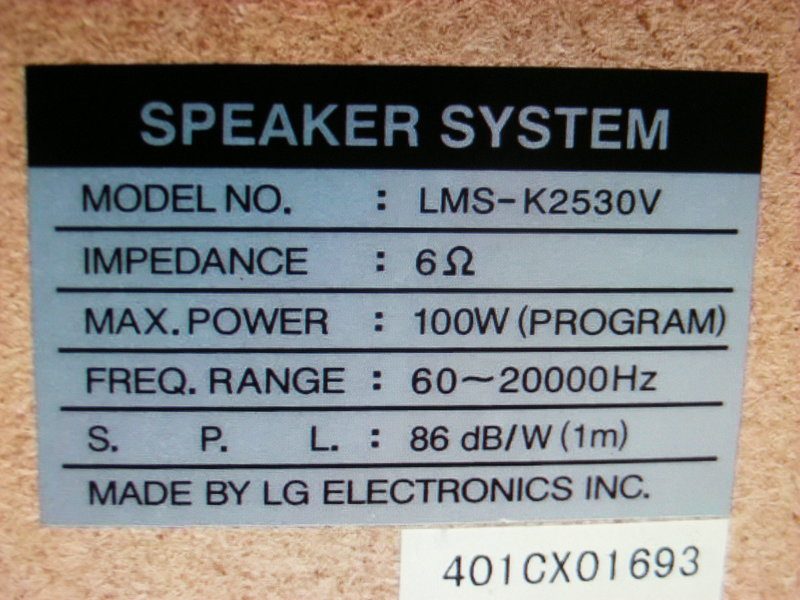 SPEAKER SYSTEM
MODEL NO. : LMS-K2530V
IMPEDANCE : 6Ω
MAX. POWER : 100W (PROGRAM)
FREQ. RANGE : 60~20000Hz
S. P. L. : 86 dB/W (1m)
MADE BY LG ELECTRONICS INC.
401CX01693